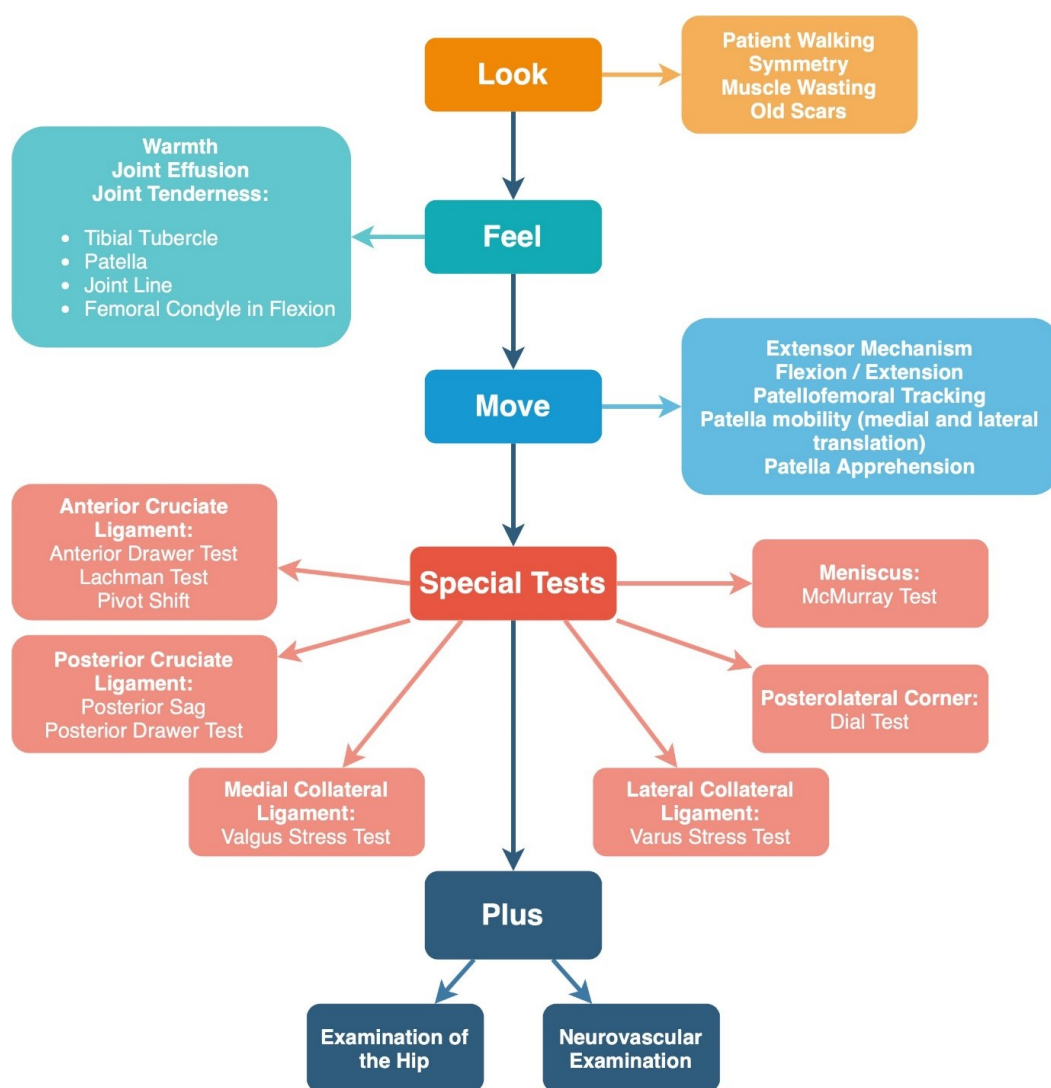 Look
Patient Walking
Symmetry
Muscle Wasting
Old Scars
Warmth
Joint Effusion
Joint Tenderness:
• Tibial Tubercle
• Patella
• Joint Line
• Femoral Condyle in Flexion
Feel
Move
Extensor Mechanism
Flexion / Extension
Patellofemoral Tracking
Patella mobility (medial and lateral
translation)
Patella Apprehension
Anterior Cruciate
Ligament:
Anterior Drawer Test
Lachman Test
Pivot Shift
Special Tests
Meniscus:
McMurray Test
Posterior Cruciate
Ligament:
Posterior Sag
Posterior Drawer Test
Posterolateral Corner:
Dial Test
Medial Collateral
Ligament:
Valgus Stress Test
Lateral Collateral
Ligament:
Varus Stress Test
Plus
Examination of
the Hip
Neurovascular
Examination